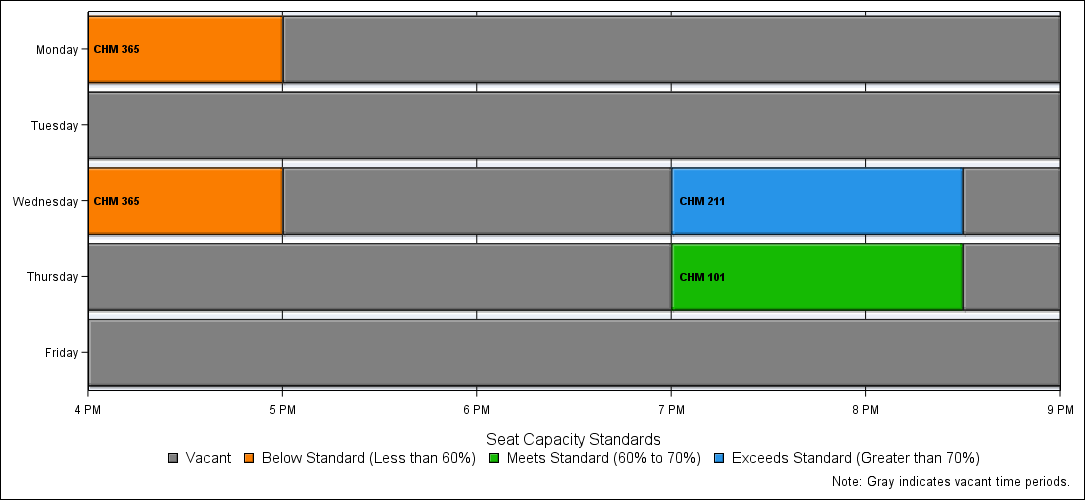 Monday
CHM 365
Tuesday
Wednesday
CHM 365
CHM 211
Thursday
CHM 101
Friday
4 PM
5 PM
6 PM
7 PM
8 PM
9 PM
Seat Capacity Standards
Vacant
Below Standard (Less than 60%)
Meets Standard (60% to 70%)
Exceeds Standard (Greater than 70%)
Note: Gray indicates vacant time periods.